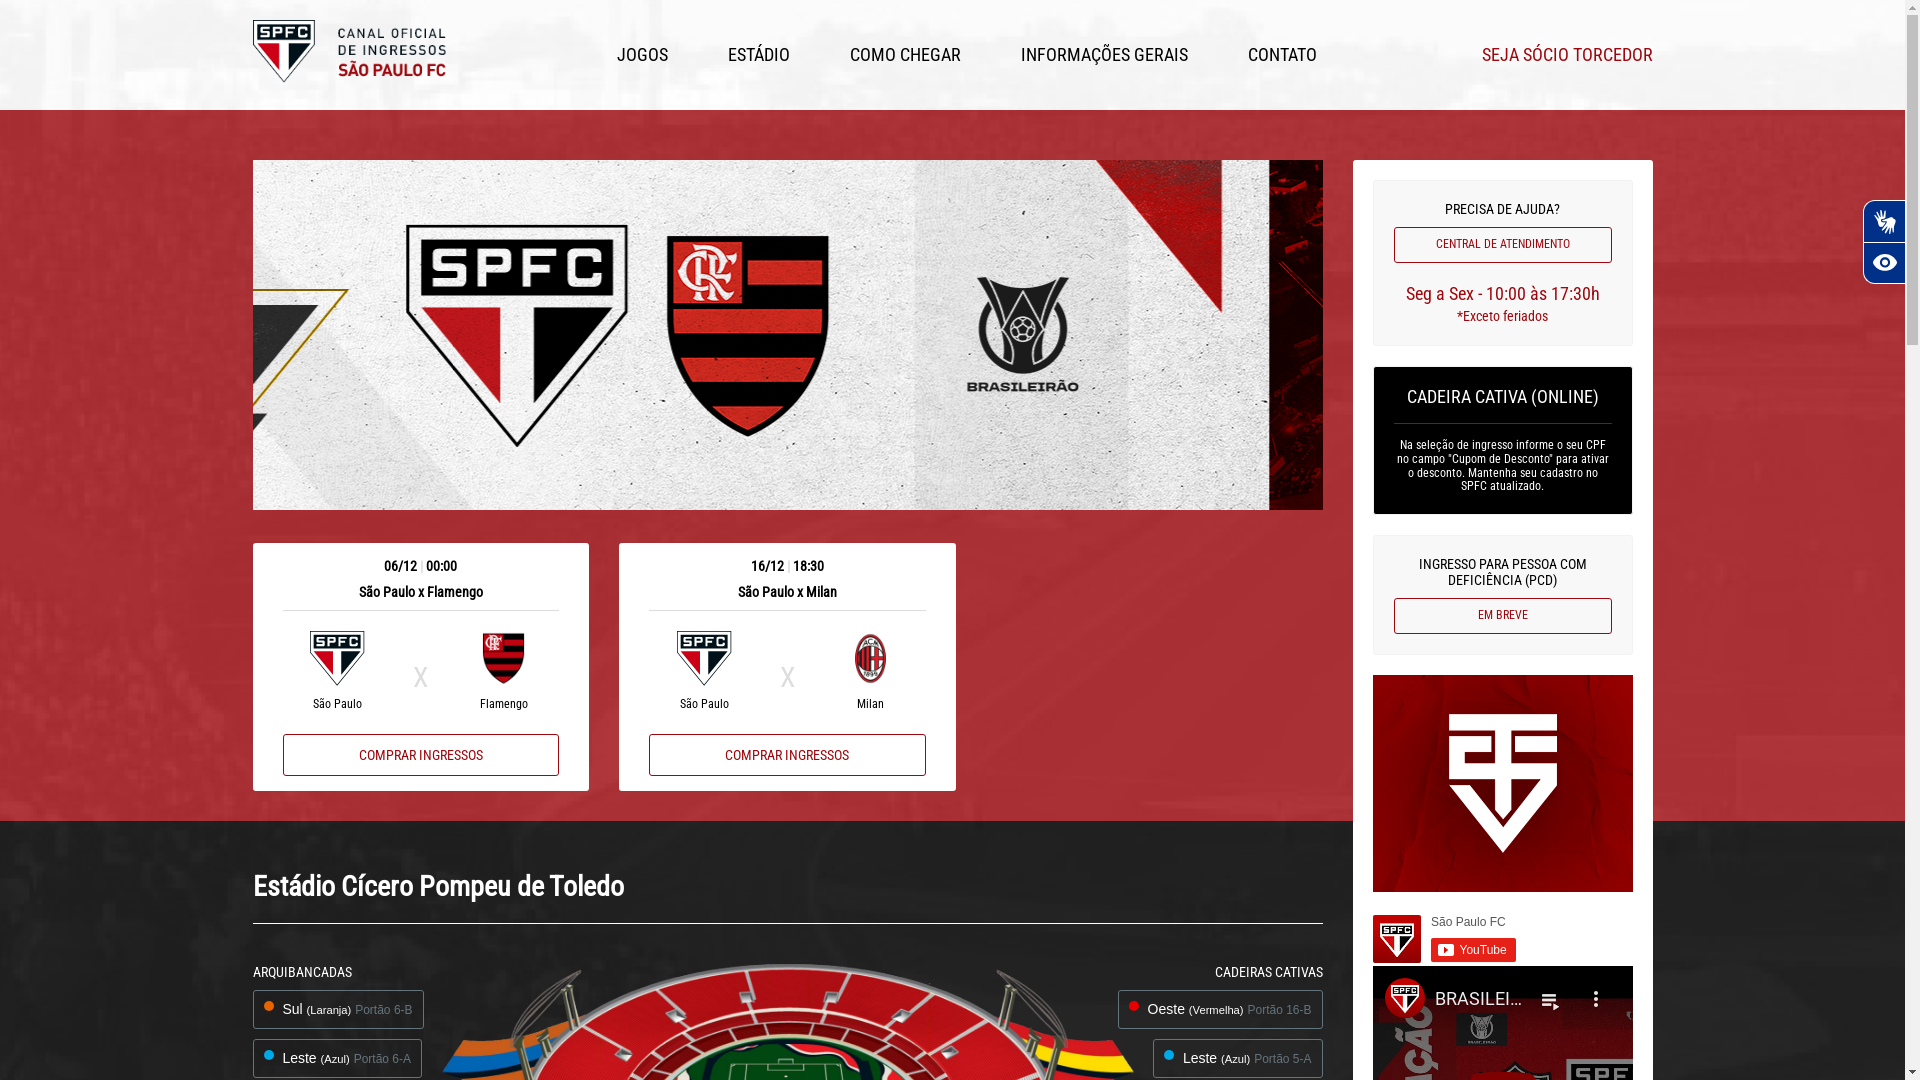 SPFC
CANAL OFICIAL
DE INGRESSOS
SÃO PAULO FC
JOGOS
ESTÁDIO
COMO CHEGAR
INFORMAÇÕES GERAIS
CONTATO
SEJA SÓCIO TORCEDOR
SPFC
BRASILEIRÃO
06/12 | 00:00
São Paulo x Flamengo
SPFC
X
São Paulo
Flamengo
COMPRAR INGRESSOS
16/12 | 18:30
São Paulo x Milan
SPFC
X
São Paulo
Milan
COMPRAR INGRESSOS
PRECISA DE AJUDA?
CENTRAL DE ATENDIMENTO
Seg a Sex - 10:00 às 17:30h
*Exceto feriados
CADEIRA CATIVA (ONLINE)
Na seleção de ingresso informe o seu CPF
no campo "Cupom de Desconto" para ativar
o desconto. Mantenha seu cadastro no
SPFC atualizado.
INGRESSO PARA PESSOA COM
DEFICIÊNCIA (PCD)
EM BREVE
São Paulo FC
YouTube
BRASILEI...
SPFC
Estádio Cícero Pompeu de Toledo
ARQUIBANCADAS
Sul (Laranja) Portão 6-B
Leste (Azul) Portão 6-A
CADEIRAS CATIVAS
Oeste (Vermelha) Portão 16-B
Leste (Azul) Portão 5-A